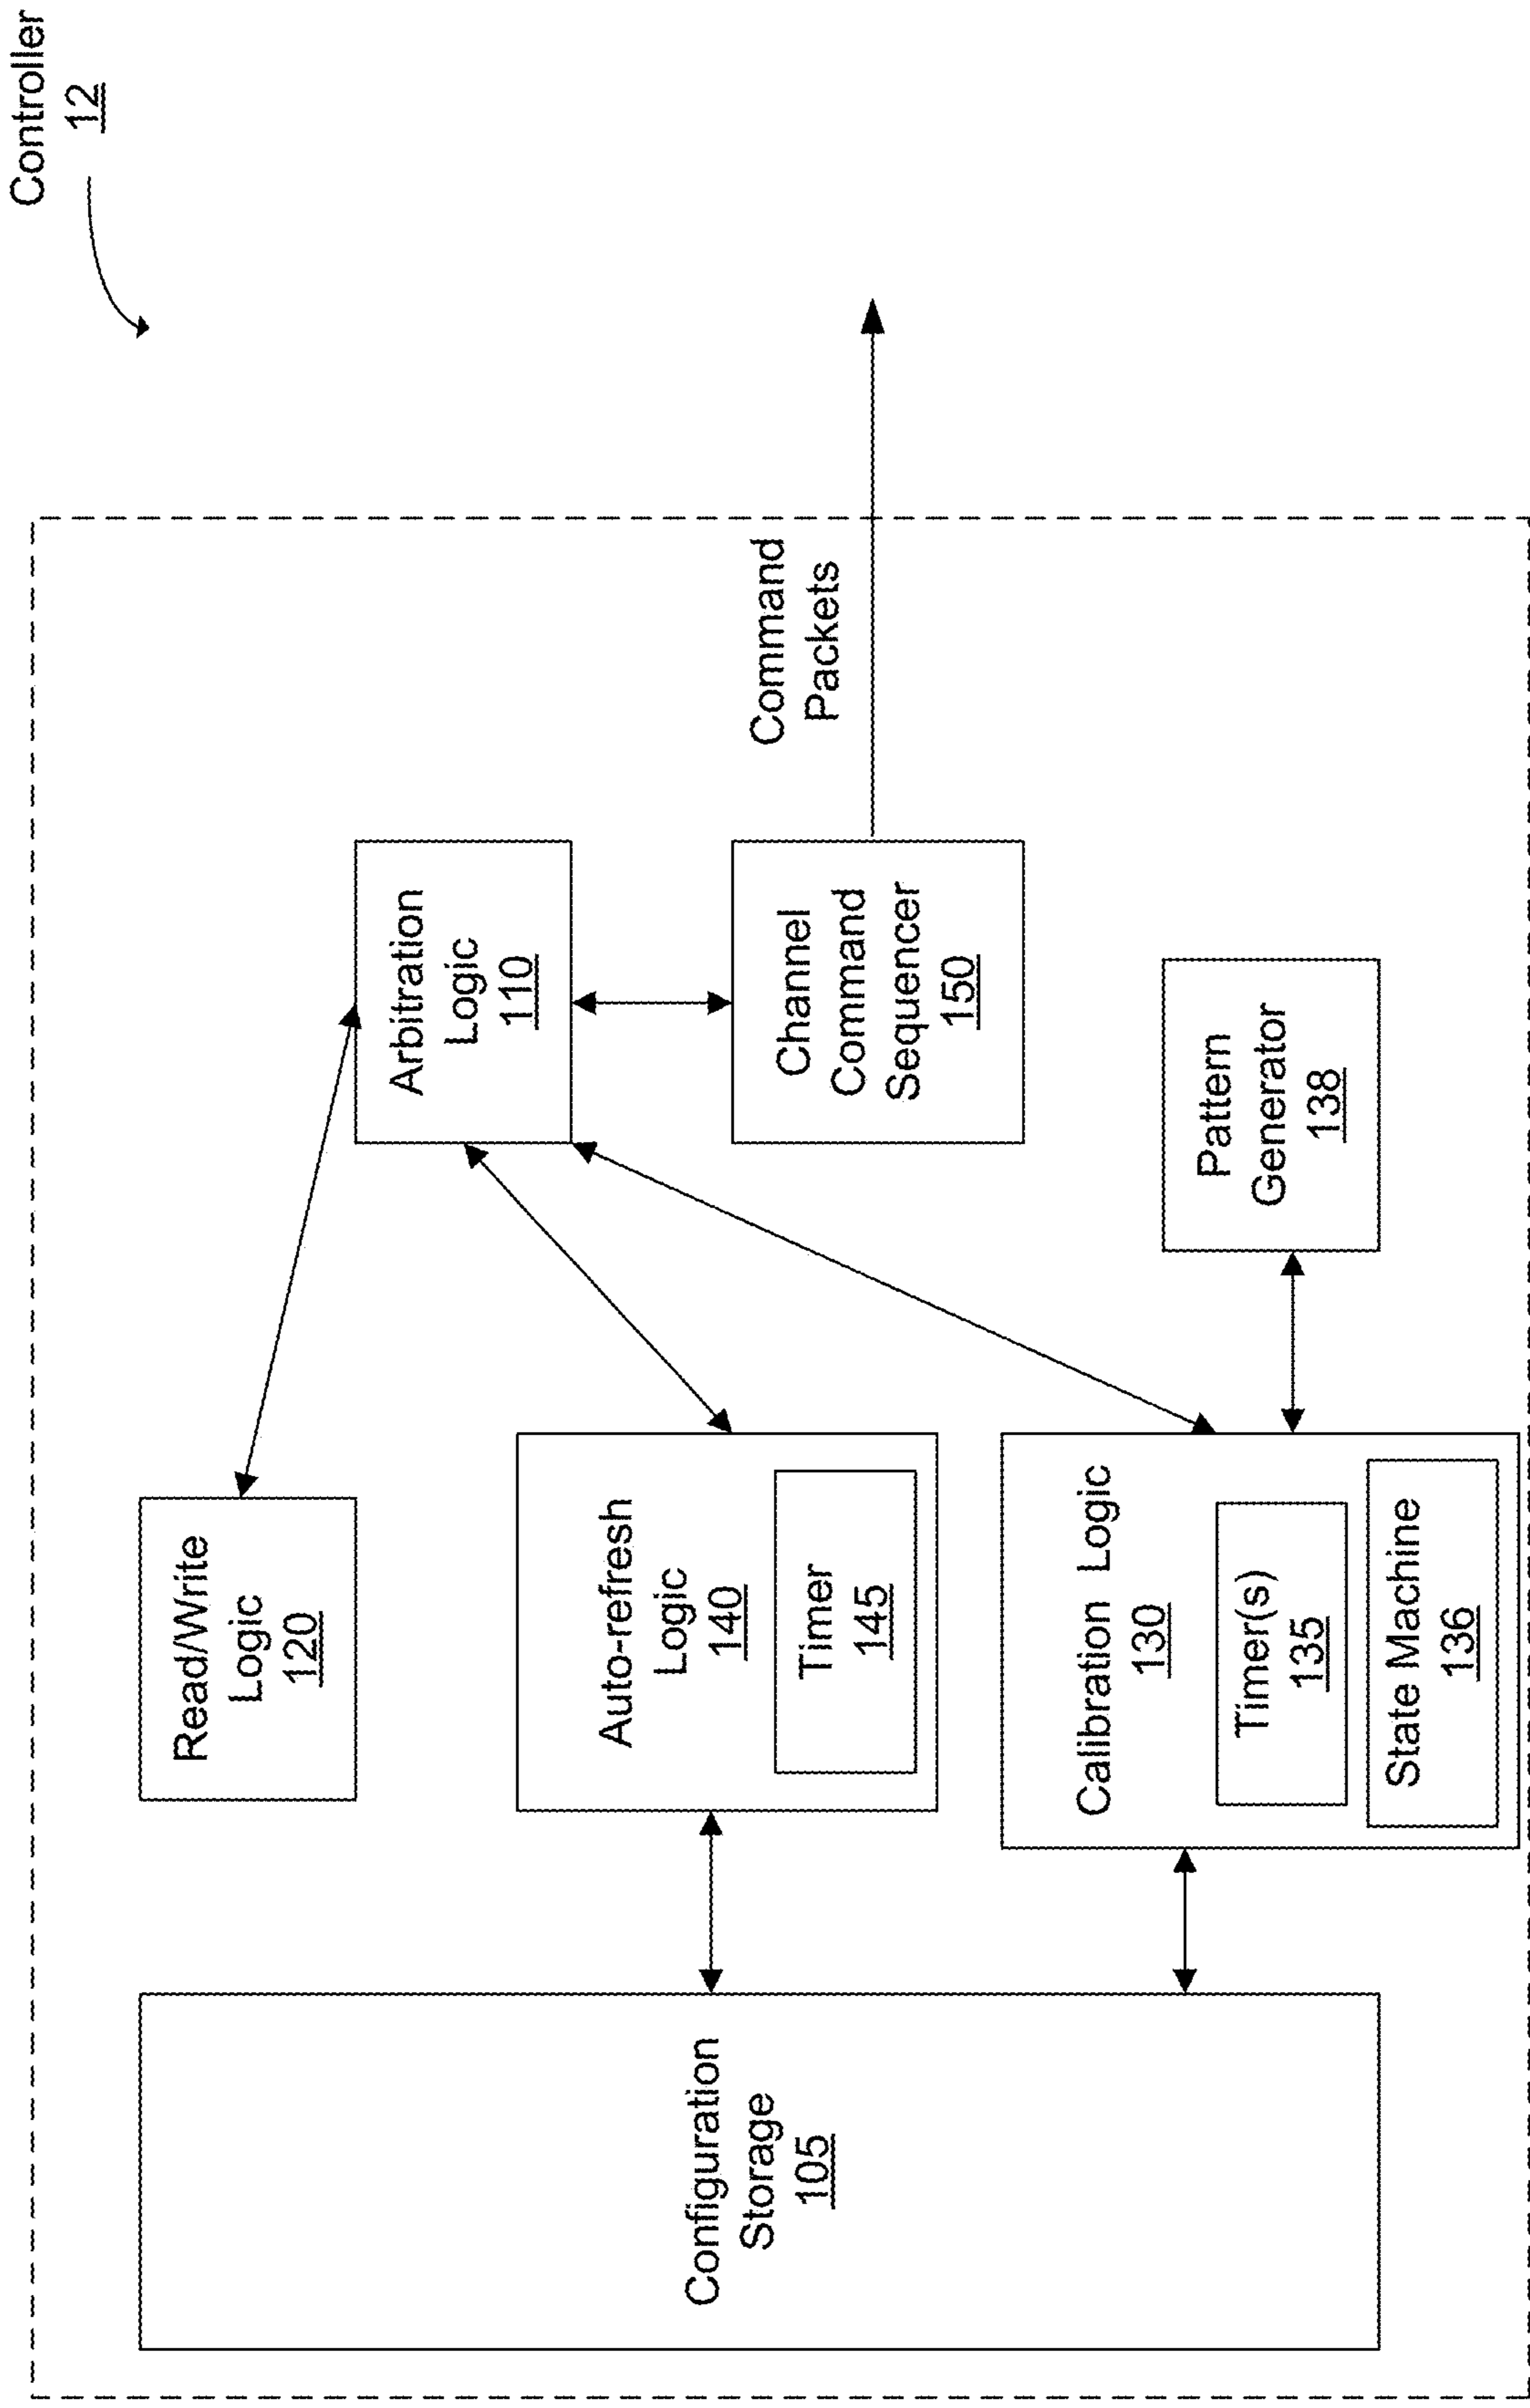 Controller
12
Read/Write
Logic
120
Arbitration
Logic
110
Auto-refresh
Logic
140
Timer
145
Command
Packets
Channel
Command
Sequencer
150
Configuration
Storage
105
Calibration Logic
130
Timer(s)
135
State Machine
136
Pattern
Generator
138